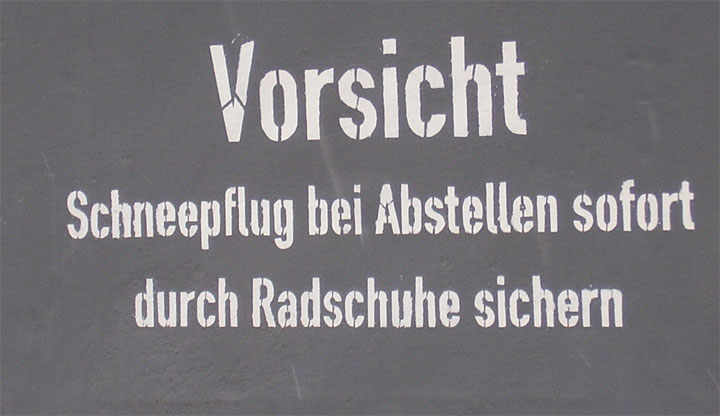 Vorsicht
Schneepflug bei Abstellen sofort
durch Radschuhe sichern